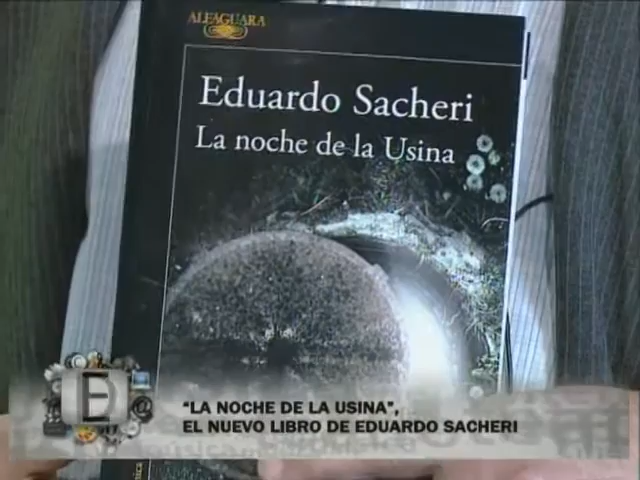 ALFAGUARA
Eduardo Sacheri
La noche de la Usina
E
"LA NOCHE DE LA USINA",
EL NUEVO LIBRO DE EDUARDO SACHERI